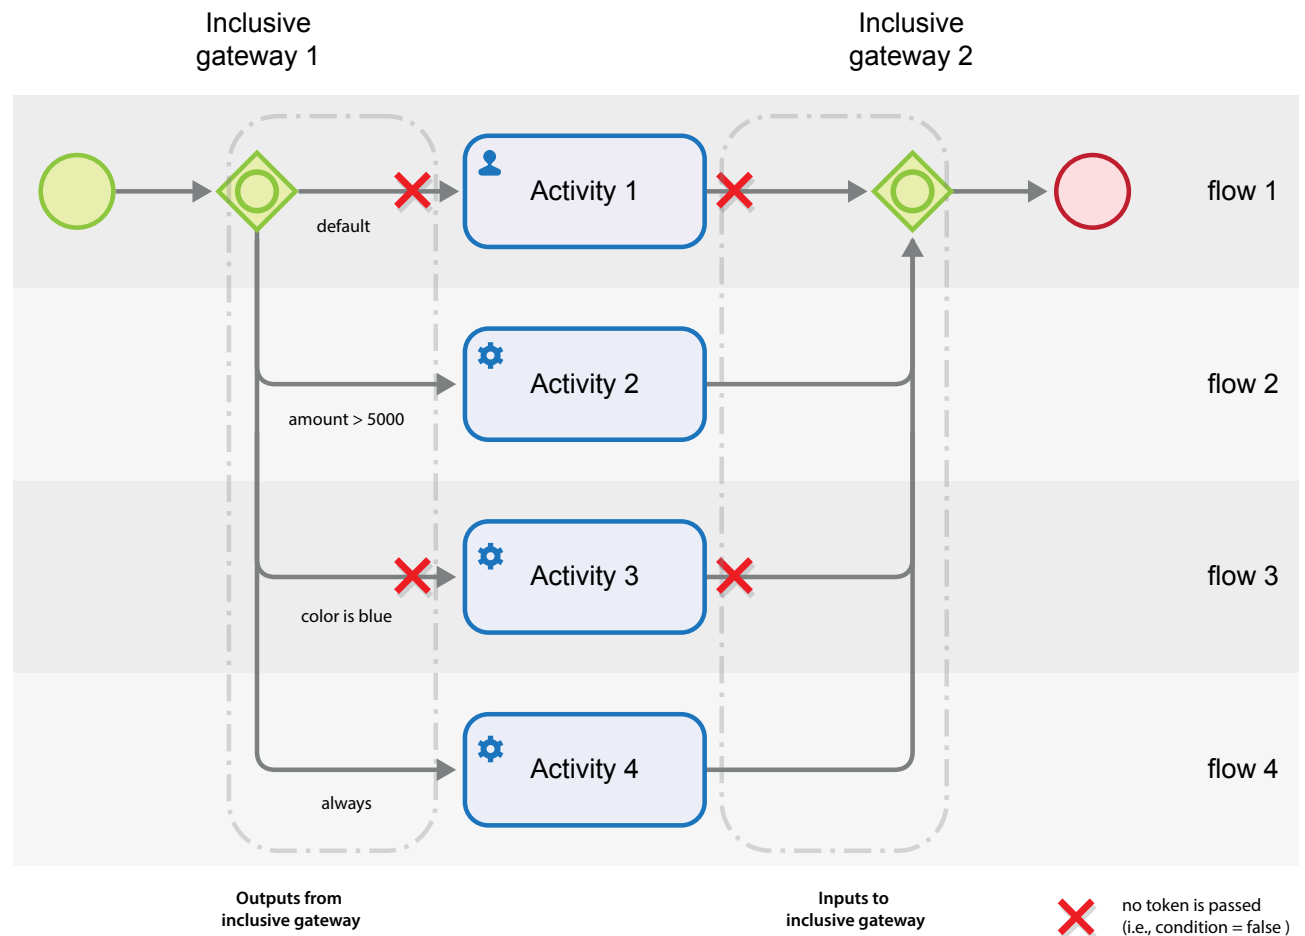 Inclusive
gateway 1
Inclusive
gateway 2
Activity 1
flow 1
default
Activity 2
flow 2
amount > 5000
Activity 3
flow 3
color is blue
Activity 4
flow 4
always
Outputs from
inclusive gateway
Inputs to
inclusive gateway
no token is passed
(i.e., condition = false )